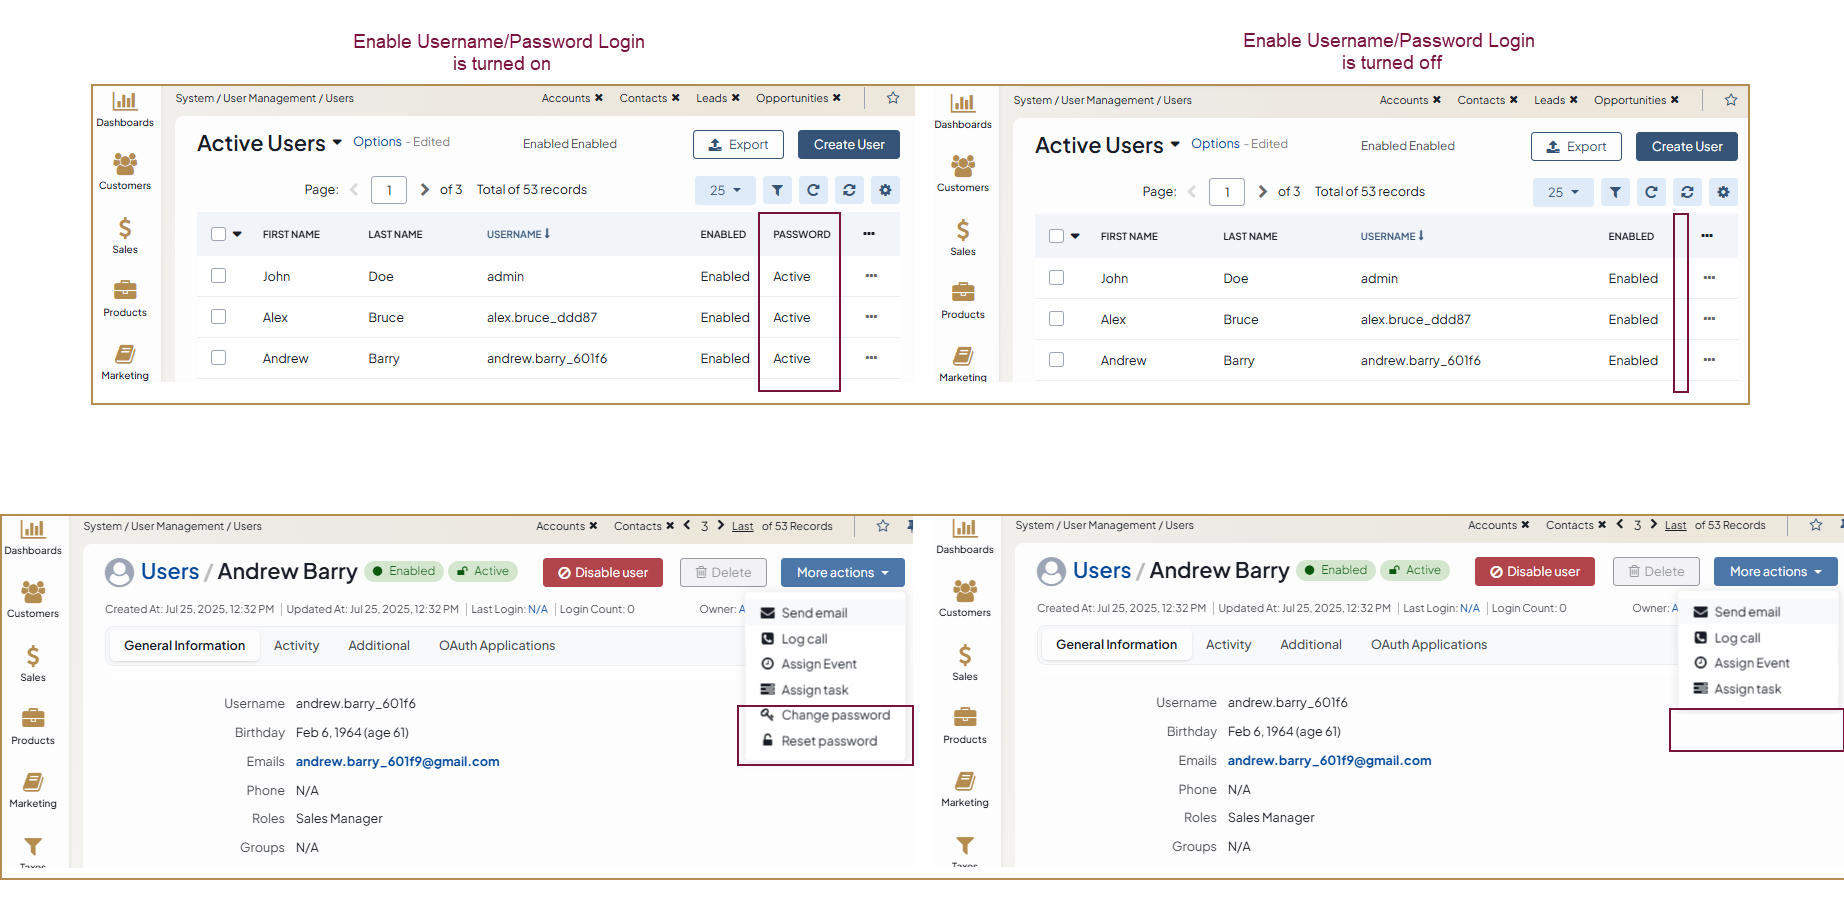 Enable Username/Password Login
is turned on
Enable Username/Password Login
is turned off
System / User Management / Users
Accounts ✖ Contacts ✖ Leads ✖ Opportunities ✖
Dashboards
Active Users Options - Edited Enabled Enabled Export Create User
Customers
Page: 1 of 3 Total of 53 records 25
FIRST NAME LAST NAME USERNAME ENABLED PASSWORD ...
Sales
John Doe admin Enabled Active ...
Products
Alex Bruce alex.bruce_ddd87 Enabled Active ...
Andrew Barry andrew.barry_601f6 Enabled Active ...
Marketing
System / User Management / Users
Accounts ✖ Contacts ✖ Leads ✖ Opportunities ✖
Dashboards
Active Users Options - Edited Enabled Enabled Export Create User
Customers
Page: 1 of 3 Total of 53 records 25
FIRST NAME LAST NAME USERNAME ENABLED ...
Sales
John Doe admin Enabled ...
Products
Alex Bruce alex.bruce_ddd87 Enabled ...
Andrew Barry andrew.barry_601f6 Enabled ...
Marketing
System / User Management / Users
Accounts ✖ Contacts ✖ 3 Last of 53 Records
Dashboards
Users / Andrew Barry Enabled Active Disable user Delete More actions
Customers
Created At: Jul 25, 2025, 12:32 PM | Updated At: Jul 25, 2025, 12:32 PM | Last Login: N/A | Login Count: 0 Owner: A
Send email
Log call
Assign Event
Assign task
Change password
Reset password
General Information Activity Additional OAuth Applications
Sales
Username andrew.barry_601f6
Birthday Feb 6, 1964 (age 61)
Products
Emails andrew.barry_601f9@gmail.com
Phone N/A
Marketing
Roles Sales Manager
Groups N/A
Taxes
System / User Management / Users
Accounts ✖ Contacts ✖ 3 Last of 53 Records
Dashboards
Users / Andrew Barry Enabled Active Disable user Delete More actions
Customers
Created At: Jul 25, 2025, 12:32 PM | Updated At: Jul 25, 2025, 12:32 PM | Last Login: N/A | Login Count: 0 Owner: A
Send email
Log call
Assign Event
Assign task
General Information Activity Additional OAuth Applications
Sales
Username andrew.barry_601f6
Birthday Feb 6, 1964 (age 61)
Products
Emails andrew.barry_601f9@gmail.com
Phone N/A
Marketing
Roles Sales Manager
Groups N/A
Taxes